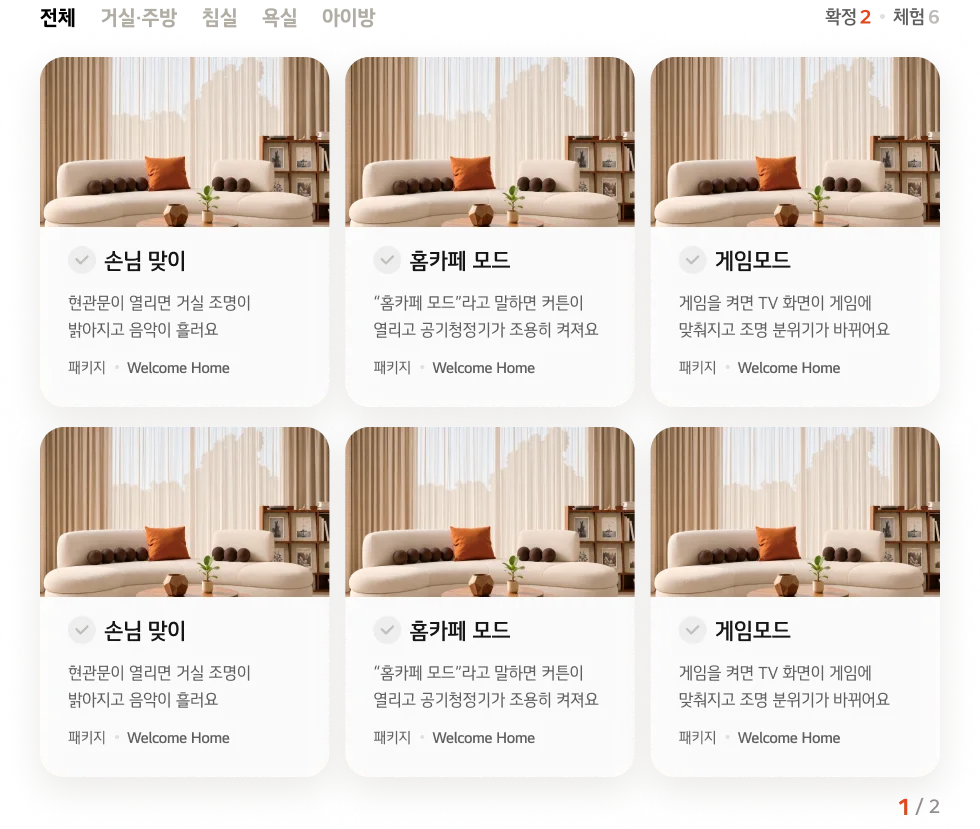 전체 거실·주방 침실 욕실 아이방 확정 2 • 체험 6
손님 맞이
현관문이 열리면 거실 조명이
밝아지고 음악이 흘러요
패키지 • Welcome Home
홈카페 모드
“홈카페 모드”라고 말하면 커튼이
열리고 공기청정기가 조용히 켜져요
패키지 • Welcome Home
게임모드
게임을 켜면 TV 화면이 게임에
맞춰지고 조명 분위기가 바뀌어요
패키지 • Welcome Home
손님 맞이
현관문이 열리면 거실 조명이
밝아지고 음악이 흘러요
패키지 • Welcome Home
홈카페 모드
“홈카페 모드”라고 말하면 커튼이
열리고 공기청정기가 조용히 켜져요
패키지 • Welcome Home
게임모드
게임을 켜면 TV 화면이 게임에
맞춰지고 조명 분위기가 바뀌어요
패키지 • Welcome Home
1 / 2